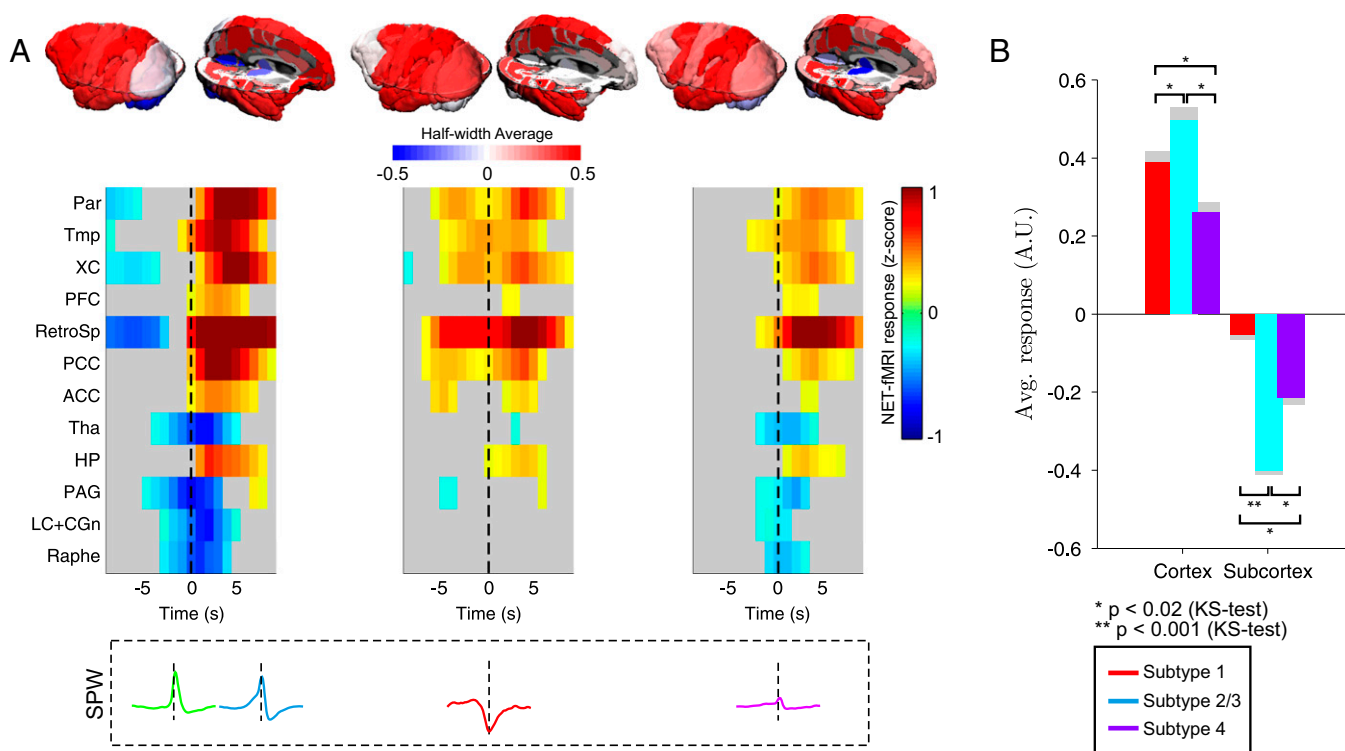 A
Half-width Average
-0.5
0
0.5
Par
Tmp
XC
PFC
RetroSp
PCC
ACC
Tha
HP
PAG
LC+CGn
Raphe
-5 0 5
Time (s)
-5 0 5
Time (s)
-5 0 5
Time (s)
1
0
-1
NET-fMRI response (z-score)
SPW
B
0.6
0.4
0.2
0
-0.2
-0.4
-0.6
Avg. response (A.U.)
*
* *
** *
*
Cortex Subcortex
* p < 0.02 (KS-test)
** p < 0.001 (KS-test)
Subtype 1
Subtype 2/3
Subtype 4